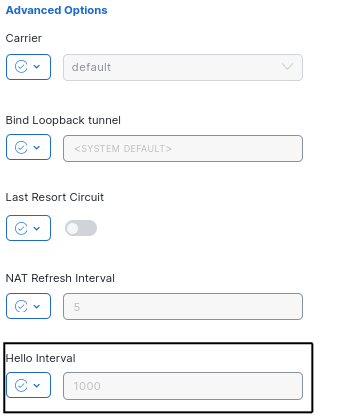 Advanced Options
Carrier
default
Bind Loopback tunnel
<SYSTEM DEFAULT>
Last Resort Circuit
NAT Refresh Interval
5
Hello Interval
1000